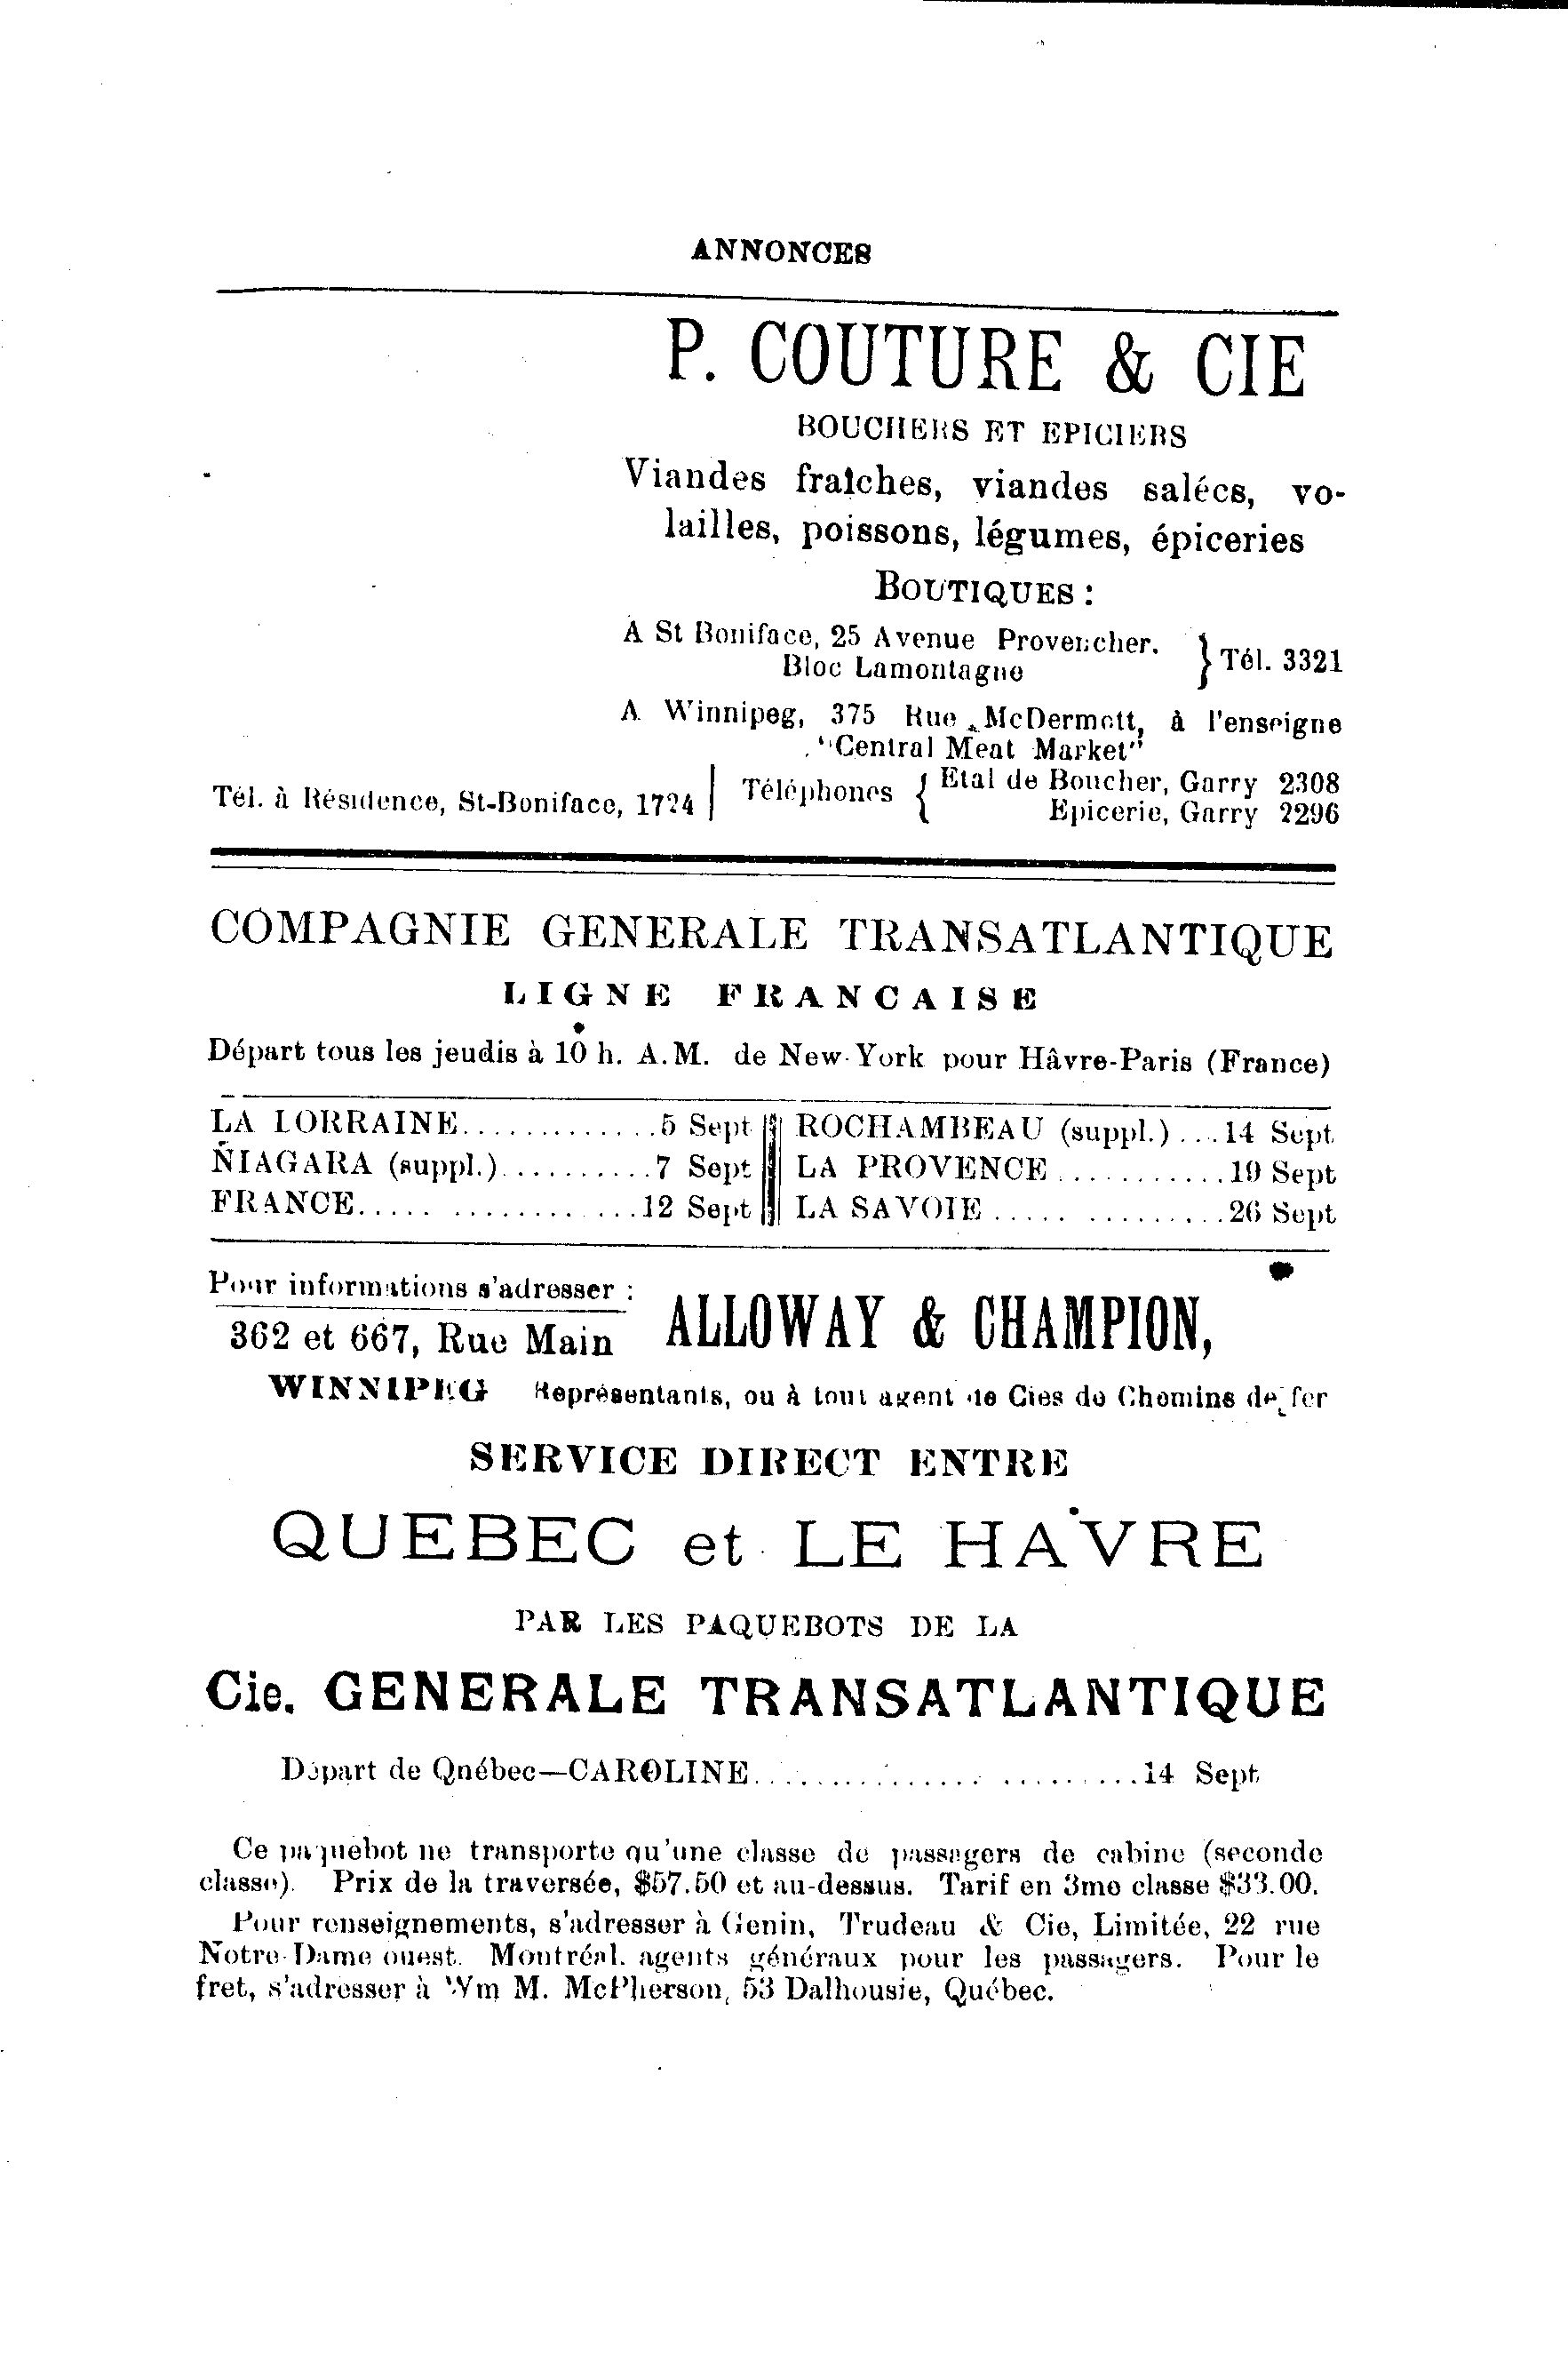 ANNONCES
P. COUTURE & CIE
BOUCHERS ET EPICIERS
Viandes fraîches, viandes salées, vo-
lailles, poissons, légumes, épiceries
BOUTIQUES :
A St Boniface, 25 Avenue Provencher.
Bloc Lamontagne
} Tél. 3321
A Winnipeg, 375 Rue McDermott, à l'enseigne
"Central Meat Market"
Tél. à Résidence, St-Boniface, 1724 | Téléphones { Etal de Boucher, Garry 2308
Epicerie, Garry 2296
COMPAGNIE GENERALE TRANSATLANTIQUE
LIGNE FRANCAISE
Départ tous les jeudis à 10 h. A.M. de New-York pour Hâvre-Paris (France)
LA LORRAINE.............5 Sept ROCHAMBEAU (suppl.)....14 Sept
NIAGARA (suppl.)..........7 Sept LA PROVENCE...........19 Sept
FRANCE..................12 Sept LA SAVOIE................26 Sept
Pour informations s'adresser :
362 et 667, Rue Main ALLOWAY & CHAMPION,
WINNIPEG Représentants, ou à tout agent de Cies de Chemins de fer
SERVICE DIRECT ENTRE
QUEBEC et LE HAVRE
PAR LES PAQUEBOTS DE LA
Cie. GENERALE TRANSATLANTIQUE
Départ de Québec—CAROLINE.........................14 Sept
Ce paquebot ne transporte qu'une classe de passagers de cabine (seconde
classe). Prix de la traversée, $57.50 et au-dessus. Tarif en 3me classe $33.00.
Pour renseignements, s'adresser à Genin, Trudeau & Cie, Limitée, 22 rue
Notre-Dame ouest. Montréal. agents généraux pour les passagers. Pour le
fret, s'adresser à Wm M. McPherson, 53 Dalhousie, Québec.